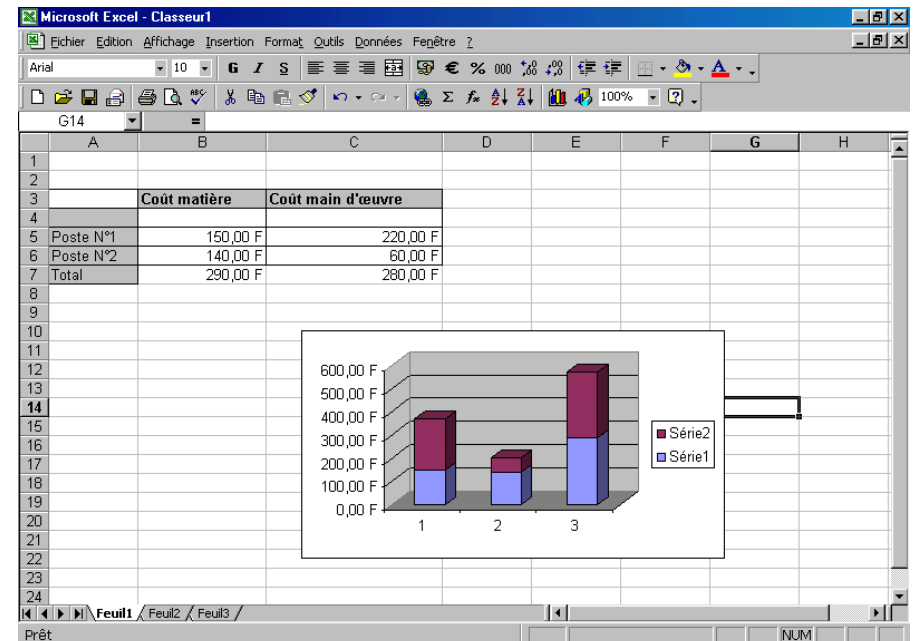 Microsoft Excel - Classeur1
Fichier Edition Affichage Insertion Format Outils Données Fenêtre ?
Arial 10 G I S € % 000
Σ 100%
G14 =
A B C D E F G H
1
2
3 Coût matière Coût main d'œuvre
4
5 Poste N°1 150,00 F 220,00 F
6 Poste N°2 140,00 F 60,00 F
7 Total 290,00 F 280,00 F
8
9
10
11
12
13
14
15
16
17
18
19
20
21
22
23
24
600,00 F
500,00 F
400,00 F
300,00 F
200,00 F
100,00 F
0,00 F
1 2 3
Série2
Série1
Feuil1 Feuil2 Feuil3
Prêt NUM